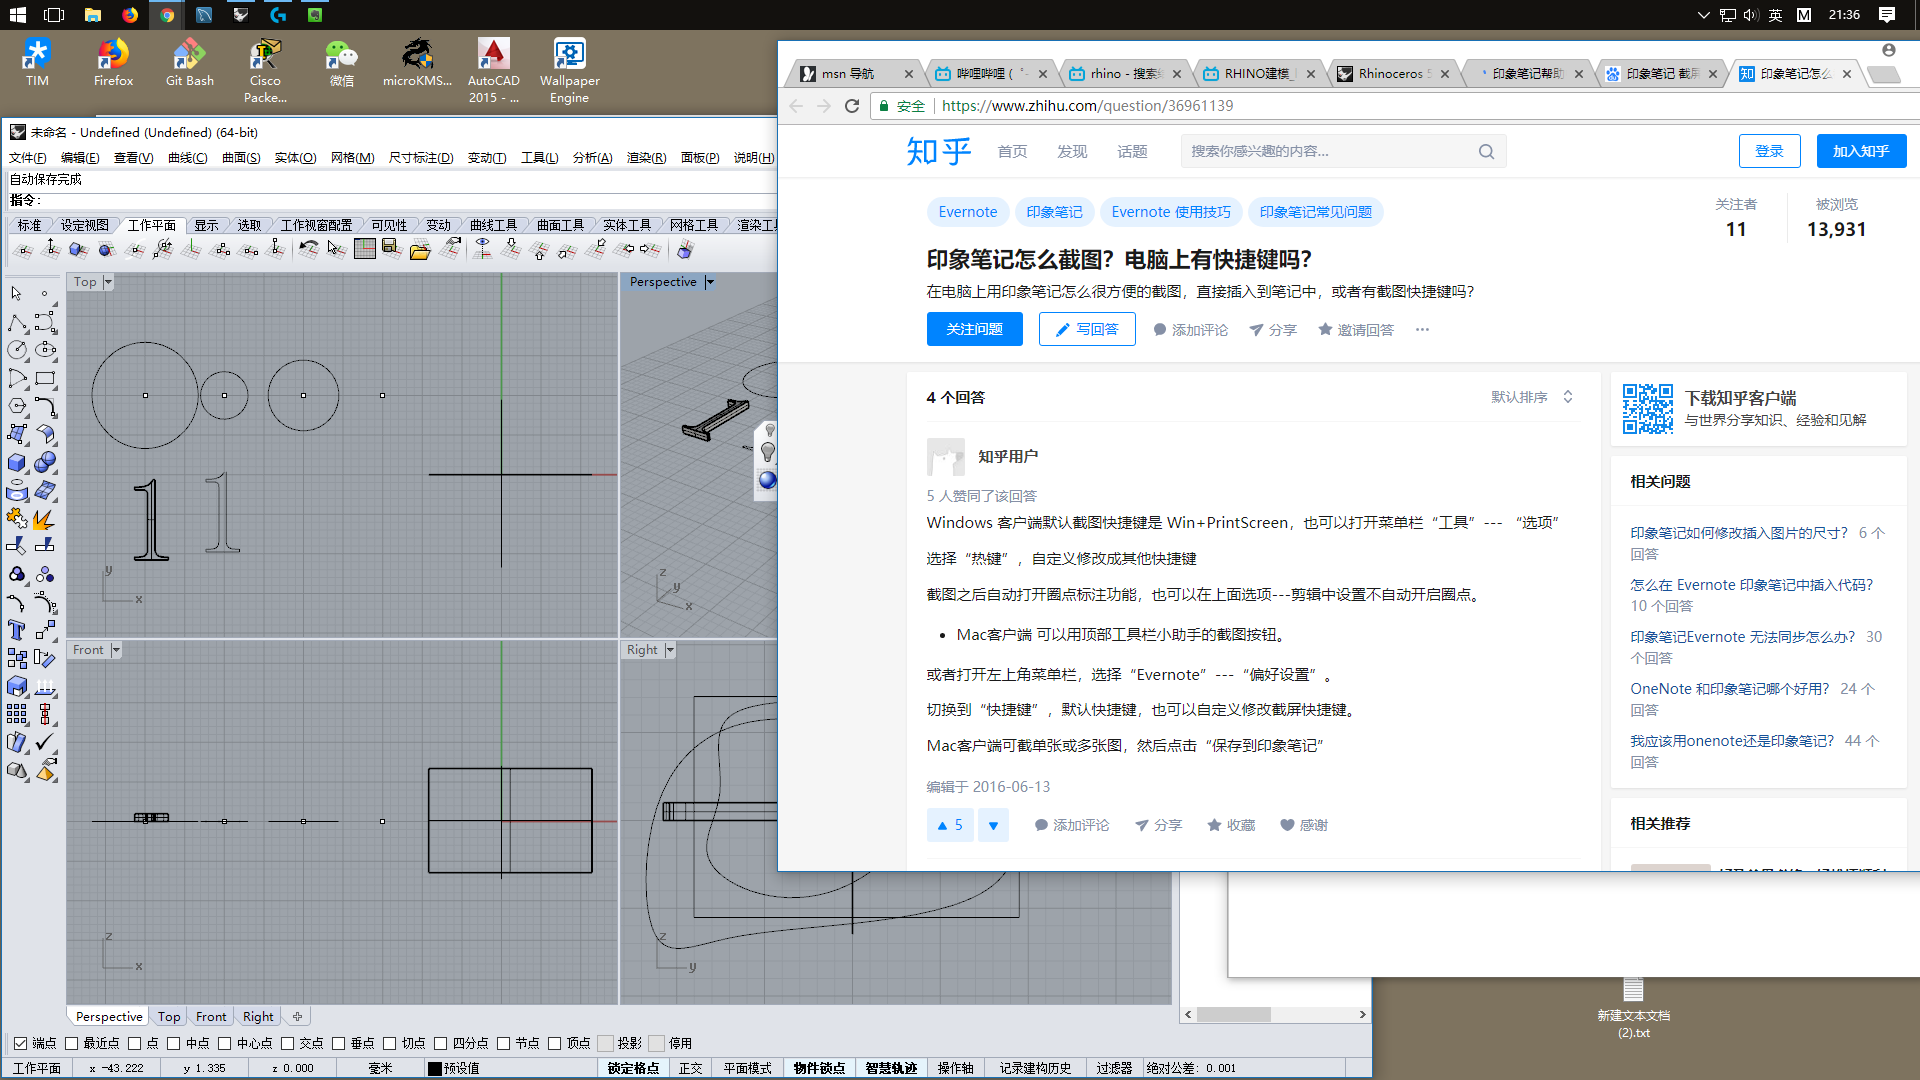 英 M 21:36
TIM
Firefox
Git Bash
Cisco
Packe...
微信
microKMS...
AutoCAD
2015 - ...
Wallpaper
Engine
未命名 - Undefined (Undefined) (64-bit)
文件(F) 编辑(E) 查看(V) 曲线(C) 曲面(S) 实体(O) 网格(M) 尺寸标注(D) 变动(T) 工具(L) 分析(A) 渲染(R) 面板(P) 说明(H)
自动保存完成
指令:
标准 设定视图 工作平面 显示 选取 工作视窗配置 可见性 变动 曲线工具 曲面工具 实体工具 网格工具 渲染工
Top
Perspective
1 1
y
x
z
y
x
Front
Right
z
x
z
y
Perspective Top Front Right
端点 最近点 点 中点 中心点 交点 垂点 切点 四分点 节点 顶点 投影 停用
工作平面 x -43.222 y 1.335 z 0.000 毫米 预设值 锁定格点 正交 平面模式 物件锁点 智慧轨迹 操作轴 记录建构历史 过滤器 绝对公差: 0.001
msn 导航
哔哩哔哩 ( ゜-
rhino - 搜索
RHINO建模_
Rhinoceros 5
印象笔记帮助
印象笔记 截屏
印象笔记怎么
安全 https://www.zhihu.com/question/36961139
知乎 首页 发现 话题 搜索你感兴趣的内容... 登录 加入知乎
Evernote 印象笔记 Evernote 使用技巧 印象笔记常见问题
关注者
11
被浏览
13,931
印象笔记怎么截图？电脑上有快捷键吗？
在电脑上用印象笔记怎么很方便的截图，直接插入到笔记中，或者有截图快捷键吗？
关注问题 写回答 添加评论 分享 邀请回答 ···
4 个回答 默认排序
知乎用户
5 人赞同了该回答
Windows 客户端默认截图快捷键是 Win+PrintScreen，也可以打开菜单栏“工具”--- “选项”
选择“热键”，自定义修改成其他快捷键
截图之后自动打开圈点标注功能，也可以在上面选项---剪辑中设置不自动开启圈点。
• Mac客户端 可以用顶部工具栏小助手的截图按钮。
或者打开左上角菜单栏，选择“Evernote”---“偏好设置”。
切换到“快捷键”，默认快捷键，也可以自定义修改截屏快捷键。
Mac客户端可截单张或多张图，然后点击“保存到印象笔记”
编辑于 2016-06-13
5 添加评论 分享 收藏 感谢
下载知乎客户端
与世界分享知识、经验和见解
相关问题
印象笔记如何修改插入图片的尺寸？ 6 个
回答
怎么在 Evernote 印象笔记中插入代码？
10 个回答
印象笔记Evernote 无法同步怎么办？ 30
个回答
OneNote 和印象笔记哪个好用？ 24 个
回答
我应该用onenote还是印象笔记？ 44 个
回答
相关推荐
新建文本文档
(2).txt